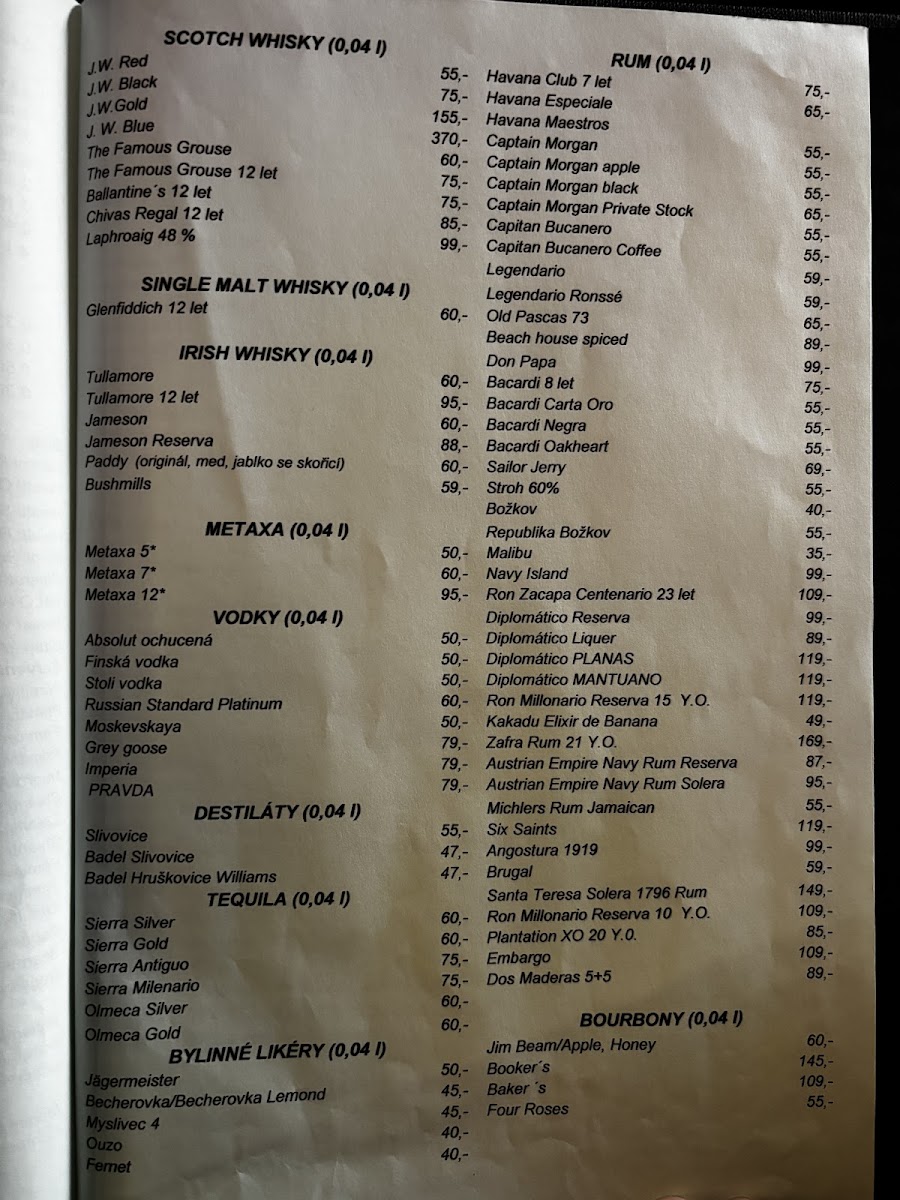 SCOTCH WHISKY (0,04 l)
J.W. Red 55,-
J.W. Black 75,-
J.W.Gold 155,-
J. W. Blue 370,-
The Famous Grouse 60,-
The Famous Grouse 12 let 75,-
Ballantine´s 12 let 75,-
Chivas Regal 12 let 85,-
Laphroaig 48 % 99,-
SINGLE MALT WHISKY (0,04 l)
Glenfiddich 12 let 60,-
IRISH WHISKY (0,04 l)
Tullamore 60,-
Tullamore 12 let 95,-
Jameson 60,-
Jameson Reserva 88,-
Paddy (originál, med, jablko se skořicí) 60,-
Bushmills 59,-
METAXA (0,04 l)
Metaxa 5* 50,-
Metaxa 7* 60,-
Metaxa 12* 95,-
VODKY (0,04 l)
Absolut ochucená 50,-
Finská vodka 50,-
Stoli vodka 50,-
Russian Standard Platinum 60,-
Moskevskaya 50,-
Grey goose 79,-
Imperia 79,-
PRAVDA 79,-
DESTILÁTY (0,04 l)
Slivovice 55,-
Badel Slivovice 47,-
Badel Hruškovice Williams 47,-
TEQUILA (0,04 l)
Sierra Silver 60,-
Sierra Gold 60,-
Sierra Antiguo 75,-
Sierra Milenario 75,-
Olmeca Silver 60,-
Olmeca Gold 60,-
BYLINNÉ LIKÉRY (0,04 l)
Jägermeister 50,-
Becherovka/Becherovka Lemond 45,-
Myslivec 4 45,-
Ouzo 40,-
Fernet 40,-
RUM (0,04 l)
Havana Club 7 let 75,-
Havana Especiale 65,-
Havana Maestros
Captain Morgan 55,-
Captain Morgan apple 55,-
Captain Morgan black 55,-
Captain Morgan Private Stock 65,-
Capitan Bucanero 55,-
Capitan Bucanero Coffee 55,-
Legendario 59,-
Legendario Ronssé 59,-
Old Pascas 73 65,-
Beach house spiced 89,-
Don Papa 99,-
Bacardi 8 let 75,-
Bacardi Carta Oro 55,-
Bacardi Negra 55,-
Bacardi Oakheart 55,-
Sailor Jerry 69,-
Stroh 60% 55,-
Božkov 40,-
Republika Božkov 55,-
Malibu 35,-
Navy Island 99,-
Ron Zacapa Centenario 23 let 109,-
Diplomático Reserva 99,-
Diplomático Liquer 89,-
Diplomático PLANAS 119,-
Diplomático MANTUANO 119,-
Ron Millonario Reserva 15 Y.O. 119,-
Kakadu Elixir de Banana 49,-
Zafra Rum 21 Y.O. 169,-
Austrian Empire Navy Rum Reserva 87,-
Austrian Empire Navy Rum Solera 95,-
Michlers Rum Jamaican 55,-
Six Saints 119,-
Angostura 1919 99,-
Brugal 59,-
Santa Teresa Solera 1796 Rum 149,-
Ron Millonario Reserva 10 Y.O. 109,-
Plantation XO 20 Y.0. 85,-
Embargo 109,-
Dos Maderas 5+5 89,-
BOURBONY (0,04 l)
Jim Beam/Apple, Honey 60,-
Booker´s 145,-
Baker ´s 109,-
Four Roses 55,-